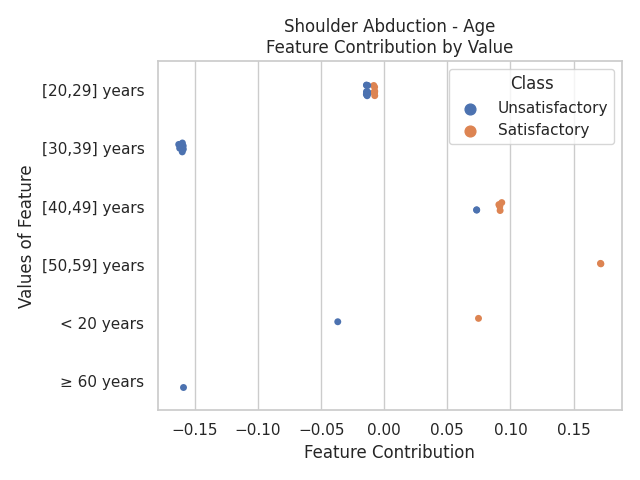 Shoulder Abduction - Age
Feature Contribution by Value
Class
Unsatisfactory
Satisfactory
Values of Feature
[20,29] years
[30,39] years
[40,49] years
[50,59] years
< 20 years
≥ 60 years
−0.15 −0.10 −0.05 0.00 0.05 0.10 0.15
Feature Contribution